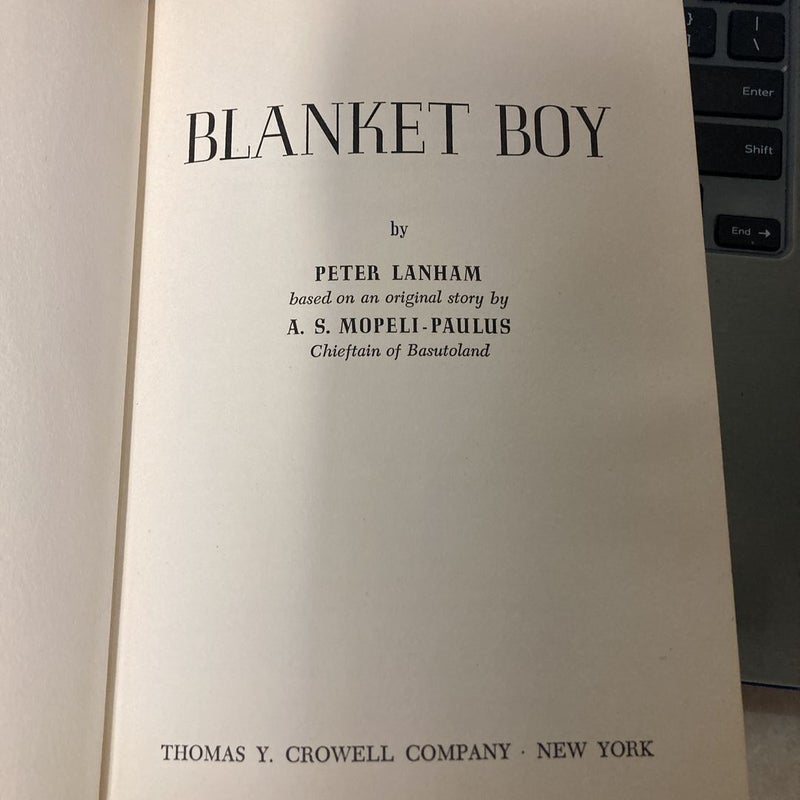 BLANKET BOY
by
PETER LANHAM
based on an original story by
A. S. MOPELI-PAULUS
Chieftain of Basutoland
THOMAS Y. CROWELL COMPANY · NEW YORK
}
]
|
\
Enter
Shift
End →